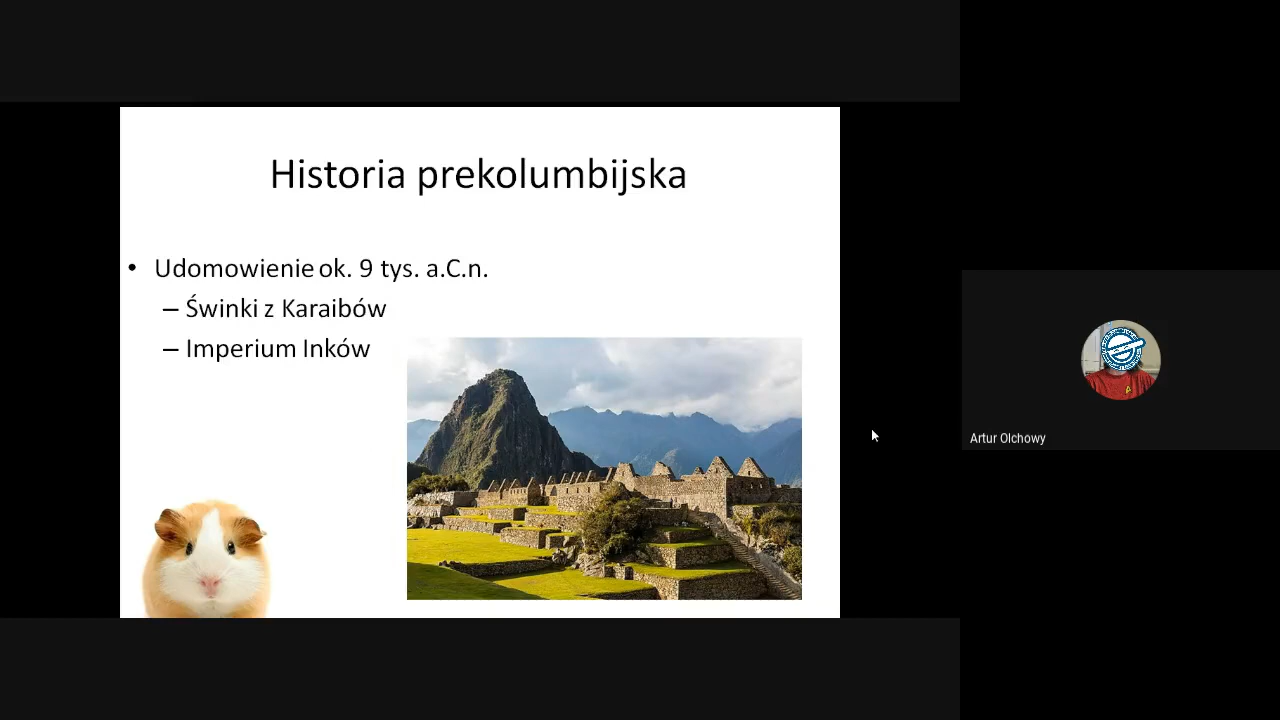 Historia prekolumbijska
• Udomowienie ok. 9 tys. a.C.n.
– Świnki z Karaibów
– Imperium Inków
Artur Olchowy